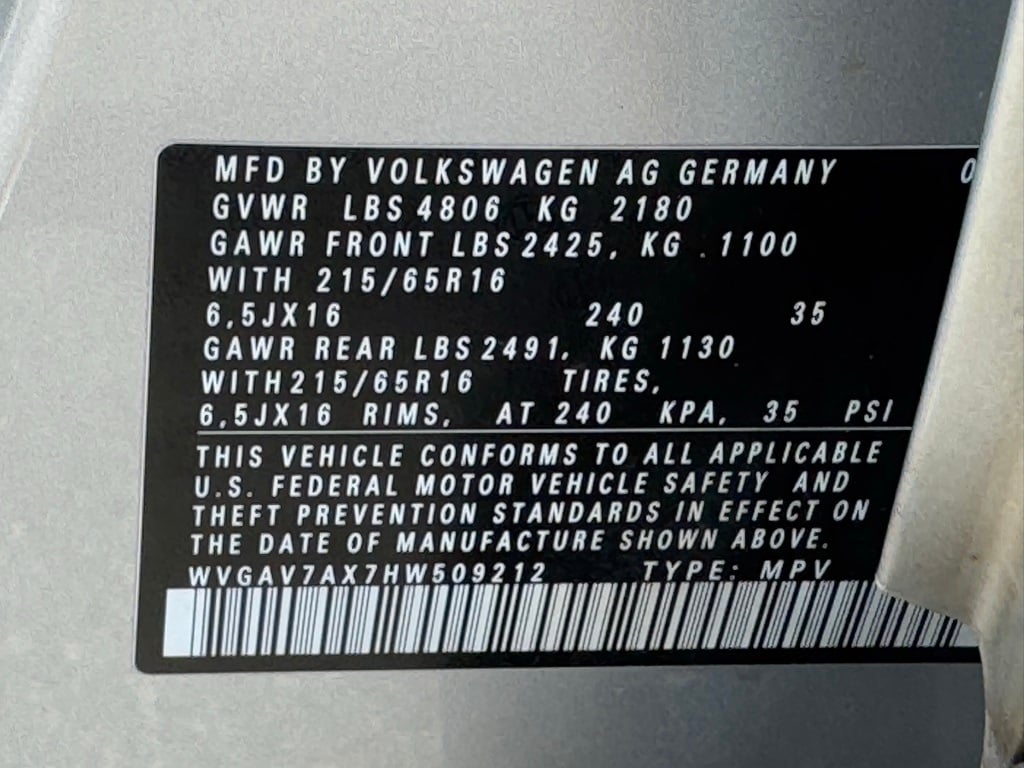 MFD BY VOLKSWAGEN AG GERMANY 0
GVWR LBS 4806 KG 2180
GAWR FRONT LBS 2425, KG . 1100
WITH 215/65R16
6,5JX16 240 35
GAWR REAR LBS 2491, KG 1130
WITH 215/65R16 TIRES,
6,5JX16 RIMS, AT 240 KPA, 35 PSI
THIS VEHICLE CONFORMS TO ALL APPLICABLE
U.S. FEDERAL MOTOR VEHICLE SAFETY AND
THEFT PREVENTION STANDARDS IN EFFECT ON
THE DATE OF MANUFACTURE SHOWN ABOVE.
WVGAV7AX7HW509212 TYPE: MPV